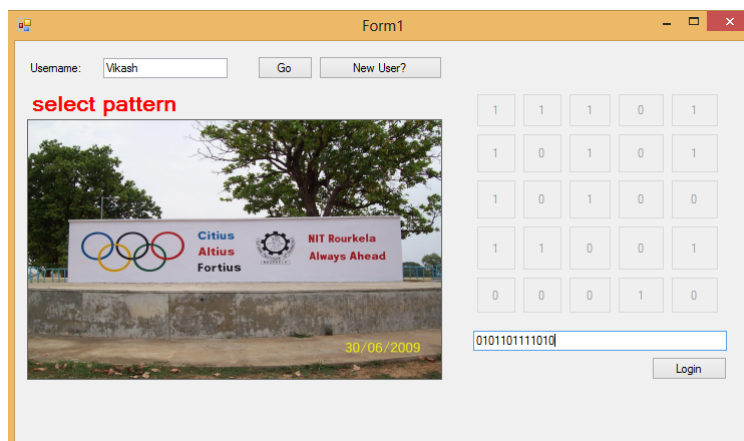 Form1
Username: Vikash Go New User?
select pattern
Citius
Altius
Fortius
NIT Rourkela
Always Ahead
30/06/2009
1 1 1 0 1
1 0 1 0 1
1 0 1 0 0
1 1 0 0 1
0 0 0 1 0
0101101111010
Login